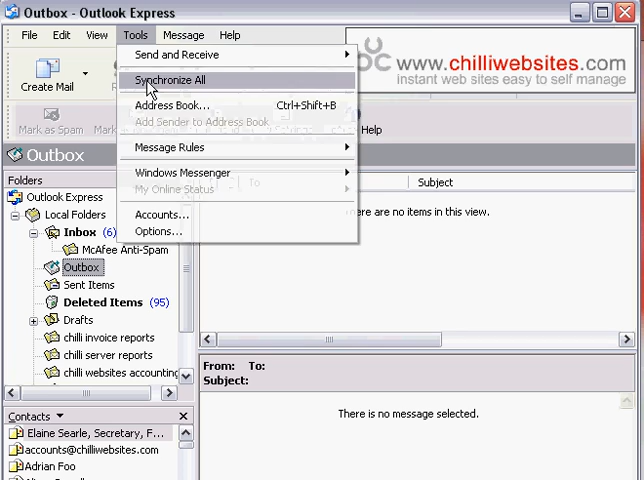 Outbox - Outlook Express
File Edit View Tools Message Help
www.chilliwebsites.com
instant web sites easy to self manage
Send and Receive
Synchronize All
Address Book... Ctrl+Shift+B
Add Sender to Address Book
Message Rules
Windows Messenger
My Online Status
Accounts...
Options...
Create Mail
Mark as Spam
Help
Outbox
Folders
To Subject
Outlook Express
Local Folders
Inbox (6)
McAfee Anti-Spam
Outbox
Sent Items
Deleted Items (95)
Drafts
chilli invoice reports
chilli server reports
chilli websites accounting
are no items in this view.
From: To:
Subject:
There is no message selected.
Contacts
Elaine Searle, Secretary, F...
accounts@chilliwebsites.com
Adrian Foo